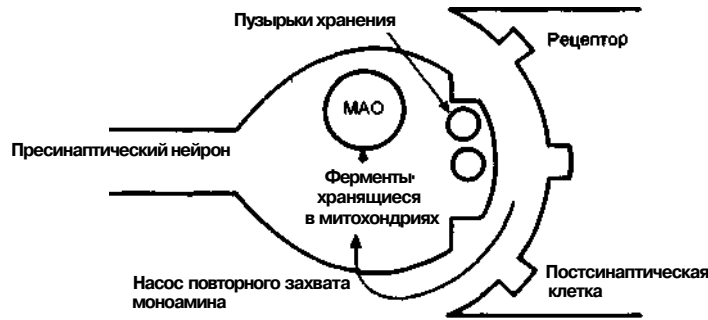 Пузырьки хранения
Рецептор
МАО
Пресинаптический нейрон
Ферменты·
хранящиеся
в митохондриях
Насос повторного захвата
моноамина
Постсинаптическая
клетка